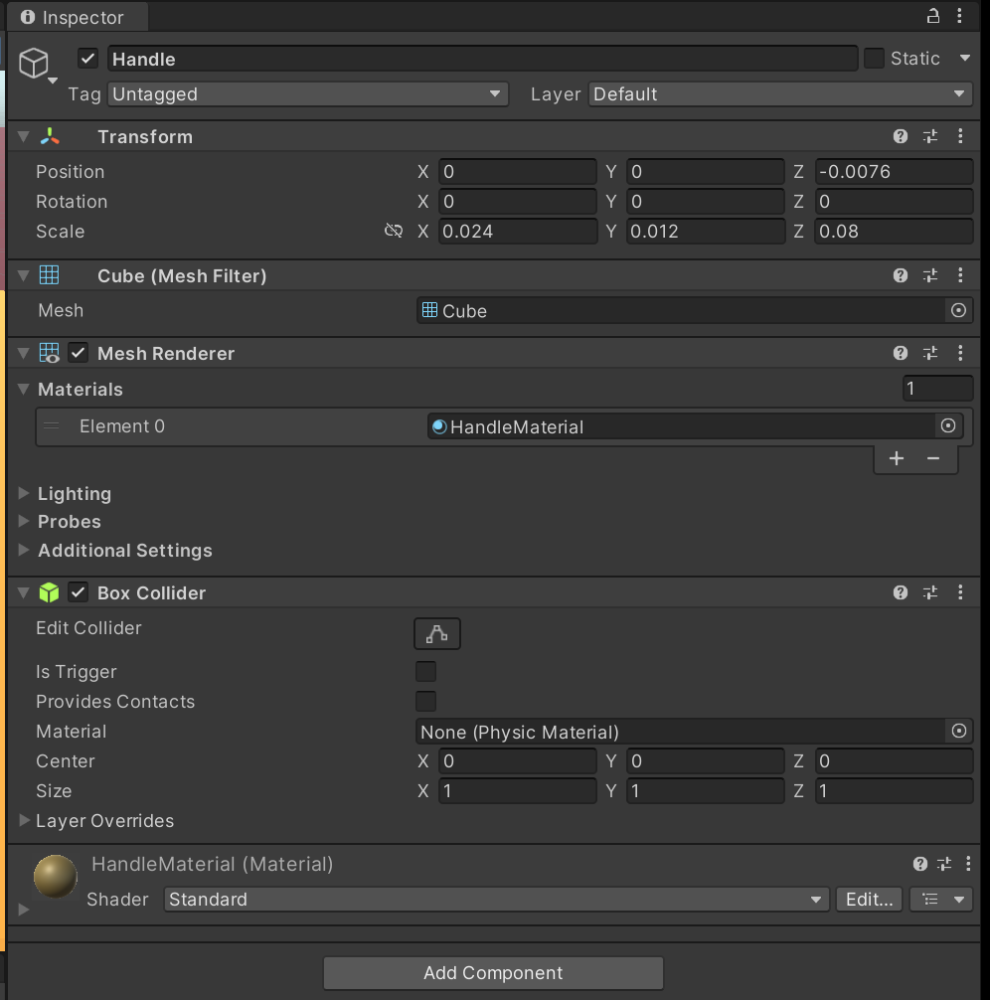 Inspector
Handle Static
Tag Untagged Layer Default
Transform
Position X 0 Y 0 Z -0.0076
Rotation X 0 Y 0 Z 0
Scale X 0.024 Y 0.012 Z 0.08
Cube (Mesh Filter)
Mesh Cube
Mesh Renderer
Materials 1
Element 0 HandleMaterial
+ −
Lighting
Probes
Additional Settings
Box Collider
Edit Collider
Is Trigger
Provides Contacts
Material None (Physic Material)
Center X 0 Y 0 Z 0
Size X 1 Y 1 Z 1
Layer Overrides
HandleMaterial (Material)
Shader Standard Edit...
Add Component